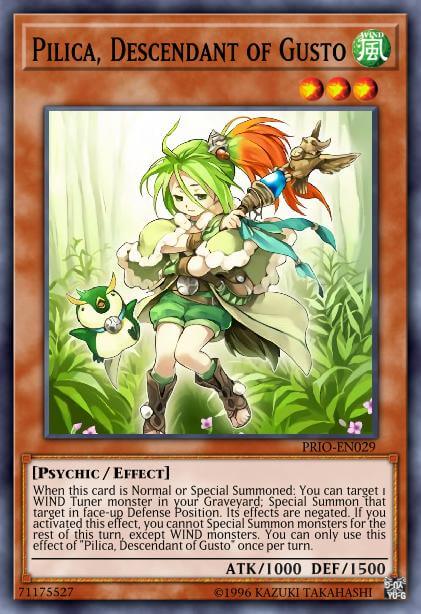 PILICA, DESCENDANT OF GUSTO
WIND
風
PRIO-EN029
[PSYCHIC / EFFECT]
When this card is Normal or Special Summoned: You can target 1
WIND Tuner monster in your Graveyard; Special Summon that
target in face-up Defense Position. Its effects are negated. If you
activated this effect, you cannot Special Summon monsters for the
rest of this turn, except WIND monsters. You can only use this
effect of "Pilica, Descendant of Gusto" once per turn.
ATK/1000 DEF/1500
71175527
©1996 KAZUKI TAKAHASHI